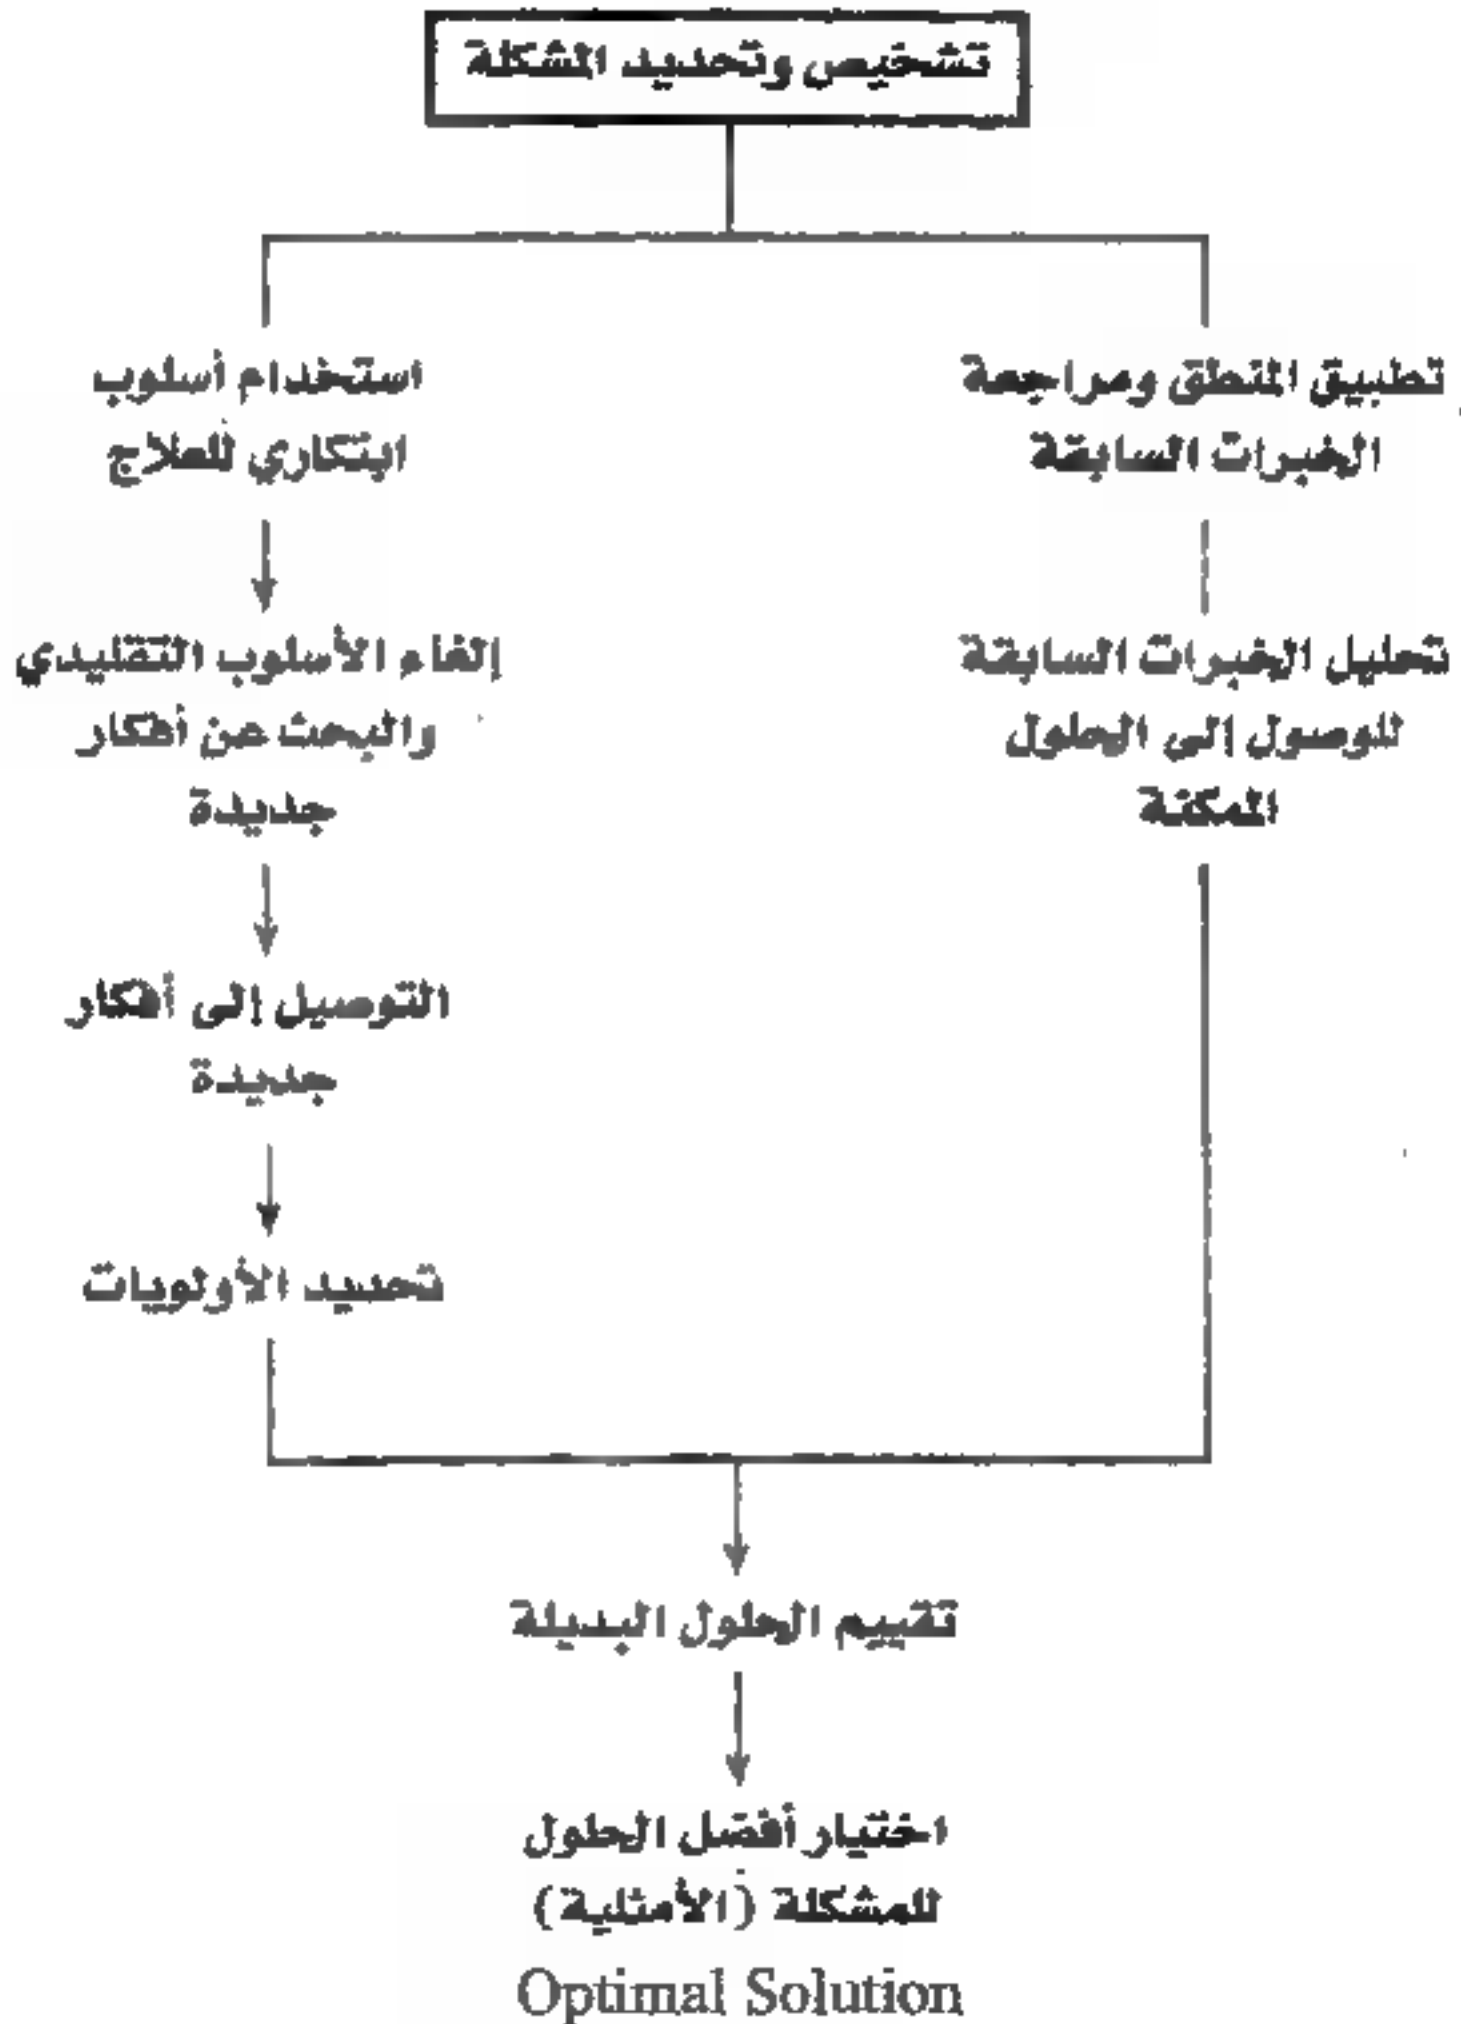 تشخيص وتحديد المشكلة
تطبيق المنطق ومراجعة
الخبرات السابقة
تحليل الخبرات السابقة
للوصول إلى الحلول
الممكنة
استخدام أسلوب
ابتكاري للعلاج
إلغاء الأسلوب التقليدي
والبحث عن أفكار
جديدة
التوصيل إلى أفكار
جديدة
تحديد الأولويات
تقييم الحلول البديلة
اختيار أفضل الحلول
للمشكلة (الأمثلية)
Optimal Solution